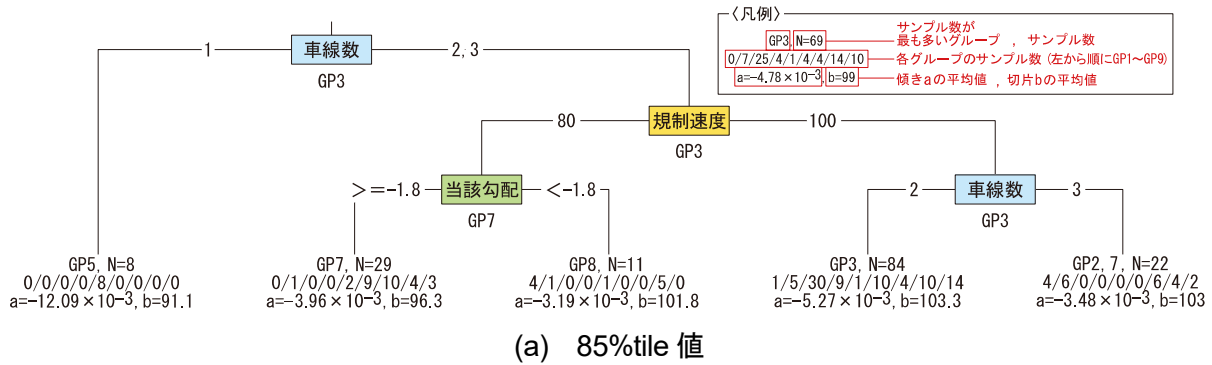 〈凡例〉
GP3, N=69
サンプル数が
最も多いグループ , サンプル数
0/7/25/4/1/4/4/14/10
各グループのサンプル数 (左から順にGP1~GP9)
a=-4.78×10⁻³, b=99
傾きaの平均値 , 切片bの平均値
1
車線数
2, 3
GP3
80
規制速度
100
GP3
>=-1.8
当該勾配
<-1.8
GP7
2
車線数
3
GP3
GP5, N=8
0/0/0/0/8/0/0/0/0
a=-12.09×10⁻³, b=91.1
GP7, N=29
0/1/0/0/2/9/10/4/3
a=-3.96×10⁻³, b=96.3
GP8, N=11
4/1/0/0/1/0/0/5/0
a=-3.19×10⁻³, b=101.8
GP3, N=84
1/5/30/9/1/10/4/10/14
a=-5.27×10⁻³, b=103.3
GP2, 7, N=22
4/6/0/0/0/0/6/4/2
a=-3.48×10⁻³, b=103
(a) 85%tile 値